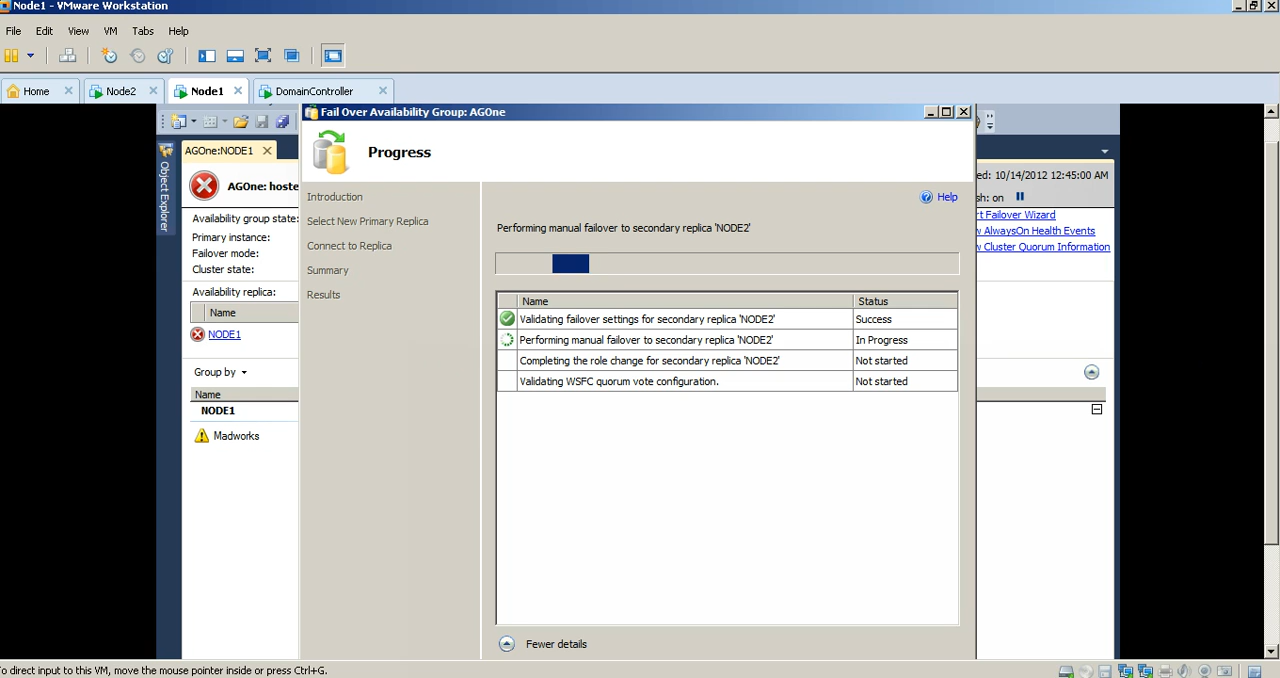 Node1 - VMware Workstation
File Edit View VM Tabs Help
Home Node2 Node1 DomainController
Fail Over Availability Group: AGOne
AGOne:NODE1
Object Explorer
AGOne: hoste
Availability group state:
Primary instance:
Failover mode:
Cluster state:
Availability replica:
Name
NODE1
Group by
Name
NODE1
Madworks
Progress
Introduction
Select New Primary Replica
Connect to Replica
Summary
Results
Help
Performing manual failover to secondary replica 'NODE2'
Name Status
Validating failover settings for secondary replica 'NODE2' Success
Performing manual failover to secondary replica 'NODE2' In Progress
Completing the role change for secondary replica 'NODE2' Not started
Validating WSFC quorum vote configuration. Not started
Fewer details
ed: 10/14/2012 12:45:00 AM
sh: on
rt Failover Wizard
w AlwaysOn Health Events
w Cluster Quorum Information
To direct input to this VM, move the mouse pointer inside or press Ctrl+G.